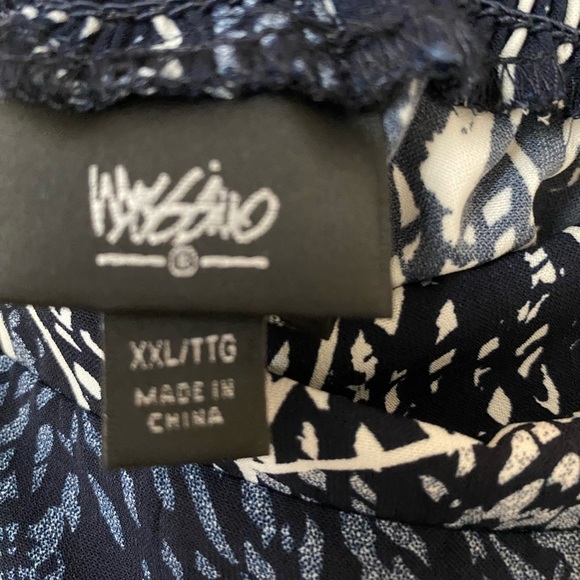 Mossimo
®
XXL/TTG
MADE IN
CHINA